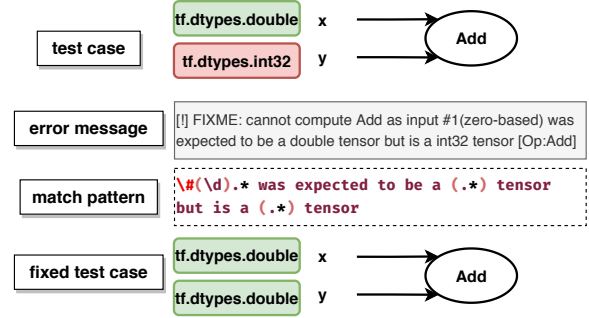 tf.dtypes.double x
Add
test case
tf.dtypes.int32 y
error message
[!] FIXME: cannot compute Add as input #1(zero-based) was
expected to be a double tensor but is a int32 tensor [Op:Add]
match pattern
\#(\d).* was expected to be a (.*) tensor
but is a (.*) tensor
fixed test case
tf.dtypes.double x
Add
tf.dtypes.double y